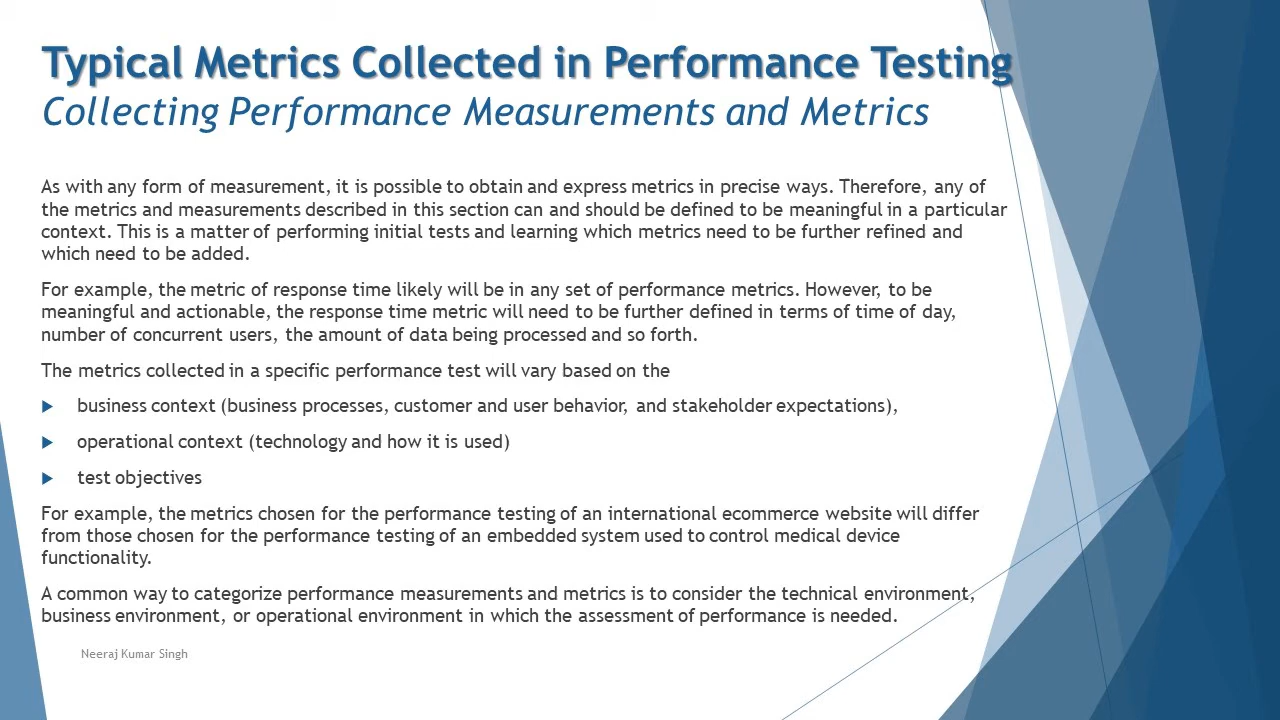 Typical Metrics Collected in Performance Testing
Collecting Performance Measurements and Metrics
As with any form of measurement, it is possible to obtain and express metrics in precise ways. Therefore, any of
the metrics and measurements described in this section can and should be defined to be meaningful in a particular
context. This is a matter of performing initial tests and learning which metrics need to be further refined and
which need to be added.
For example, the metric of response time likely will be in any set of performance metrics. However, to be
meaningful and actionable, the response time metric will need to be further defined in terms of time of day,
number of concurrent users, the amount of data being processed and so forth.
The metrics collected in a specific performance test will vary based on the
business context (business processes, customer and user behavior, and stakeholder expectations),
operational context (technology and how it is used)
test objectives
For example, the metrics chosen for the performance testing of an international ecommerce website will differ
from those chosen for the performance testing of an embedded system used to control medical device
functionality.
A common way to categorize performance measurements and metrics is to consider the technical environment,
business environment, or operational environment in which the assessment of performance is needed.
Neeraj Kumar Singh